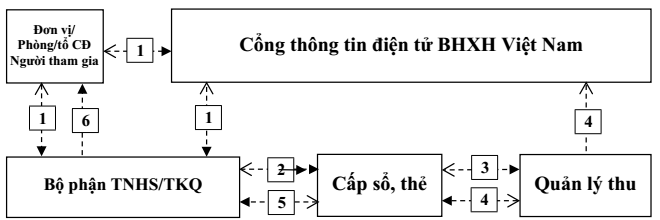 Đơn vị/
Phòng/tổ CĐ
Người tham gia
1
Cổng thông tin điện tử BHXH Việt Nam
1
6
1
4
Bộ phận TNHS/TKQ
2
5
Cấp sổ, thẻ
3
4
Quản lý thu